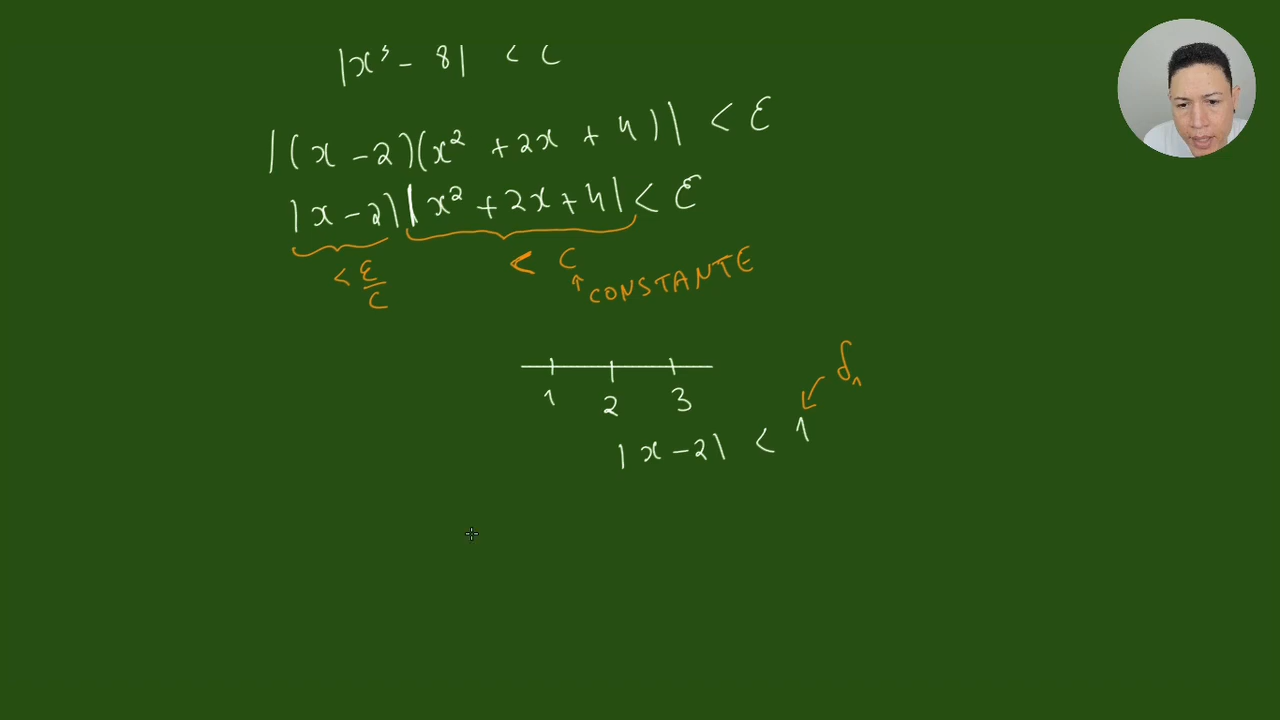 |x³ - 8| < ε
|(x - 2)(x² + 2x + 4)| < ε
|x - 2||x² + 2x + 4| < ε
< ε/C < C
CONSTANTE
1 2 3
δ₁
|x - 2| < 1